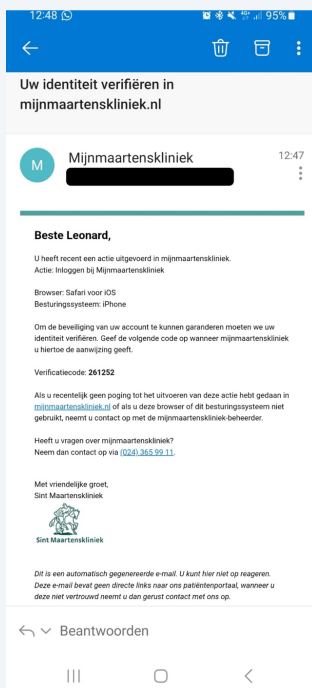 12:48 4G+ 95%
Uw identiteit verifiëren in
mijnmaartenskliniek.nl
M Mijnmaartenskliniek 12:47
Beste Leonard,
U heeft recent een actie uitgevoerd in mijnmaartenskliniek.
Actie: Inloggen bij Mijnmaartenskliniek
Browser: Safari voor iOS
Besturingssysteem: iPhone
Om de beveiliging van uw account te kunnen garanderen moeten we uw
identiteit verifiëren. Geef de volgende code op wanneer mijnmaartenskliniek
u hiertoe de aanwijzing geeft.
Verificatiecode: 261252
Als u recentelijk geen poging tot het uitvoeren van deze actie hebt gedaan in
mijnmaartenskliniek.nl of als u deze browser of dit besturingssysteem niet
gebruikt, neemt u contact op met de mijnmaartenskliniek-beheerder.
Heeft u vragen over mijnmaartenskliniek?
Neem dan contact op via (024) 365 99 11.
Met vriendelijke groet,
Sint Maartenskliniek
Sint Maartenskliniek
Dit is een automatisch gegenereerde e-mail. U kunt hier niet op reageren.
Deze e-mail bevat geen directe links naar ons patiëntenportaal, wanneer u
deze niet vertrouwd neemt u dan gerust contact met ons op.
Beantwoorden